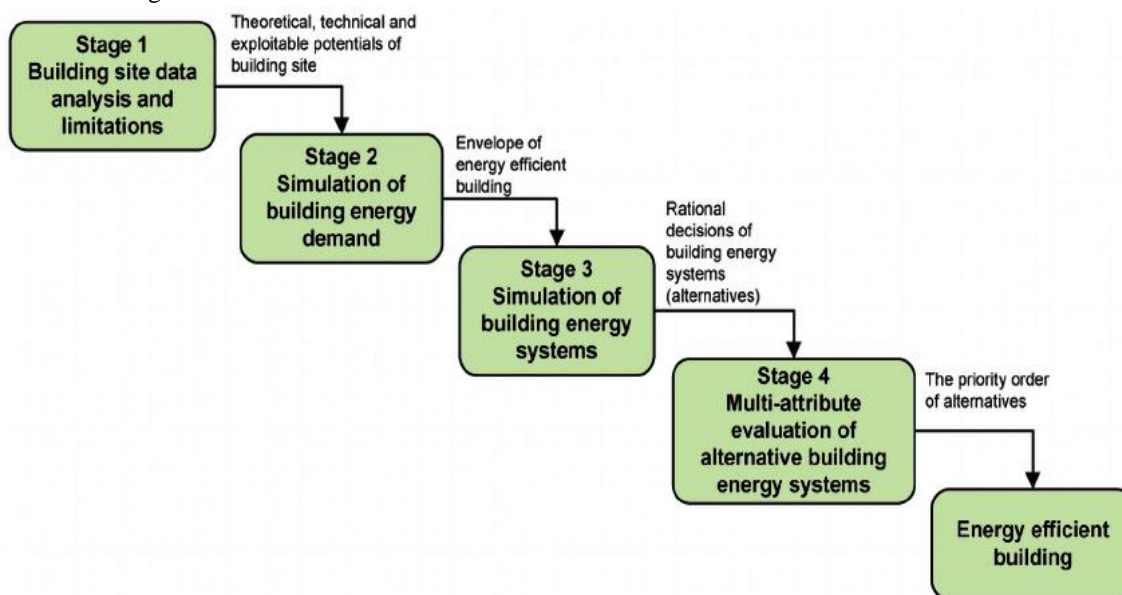 Stage 1
Building site data
analysis and
limitations
Theoretical, technical and
exploitable potentials of
building site
Stage 2
Simulation of
building energy
demand
Envelope of
energy efficient
building
Stage 3
Simulation of
building energy
systems
Rational
decisions of
building energy
systems
(alternatives)
Stage 4
Multi-attribute
evaluation of
alternative building
energy systems
The priority order
of alternatives
Energy efficient
building